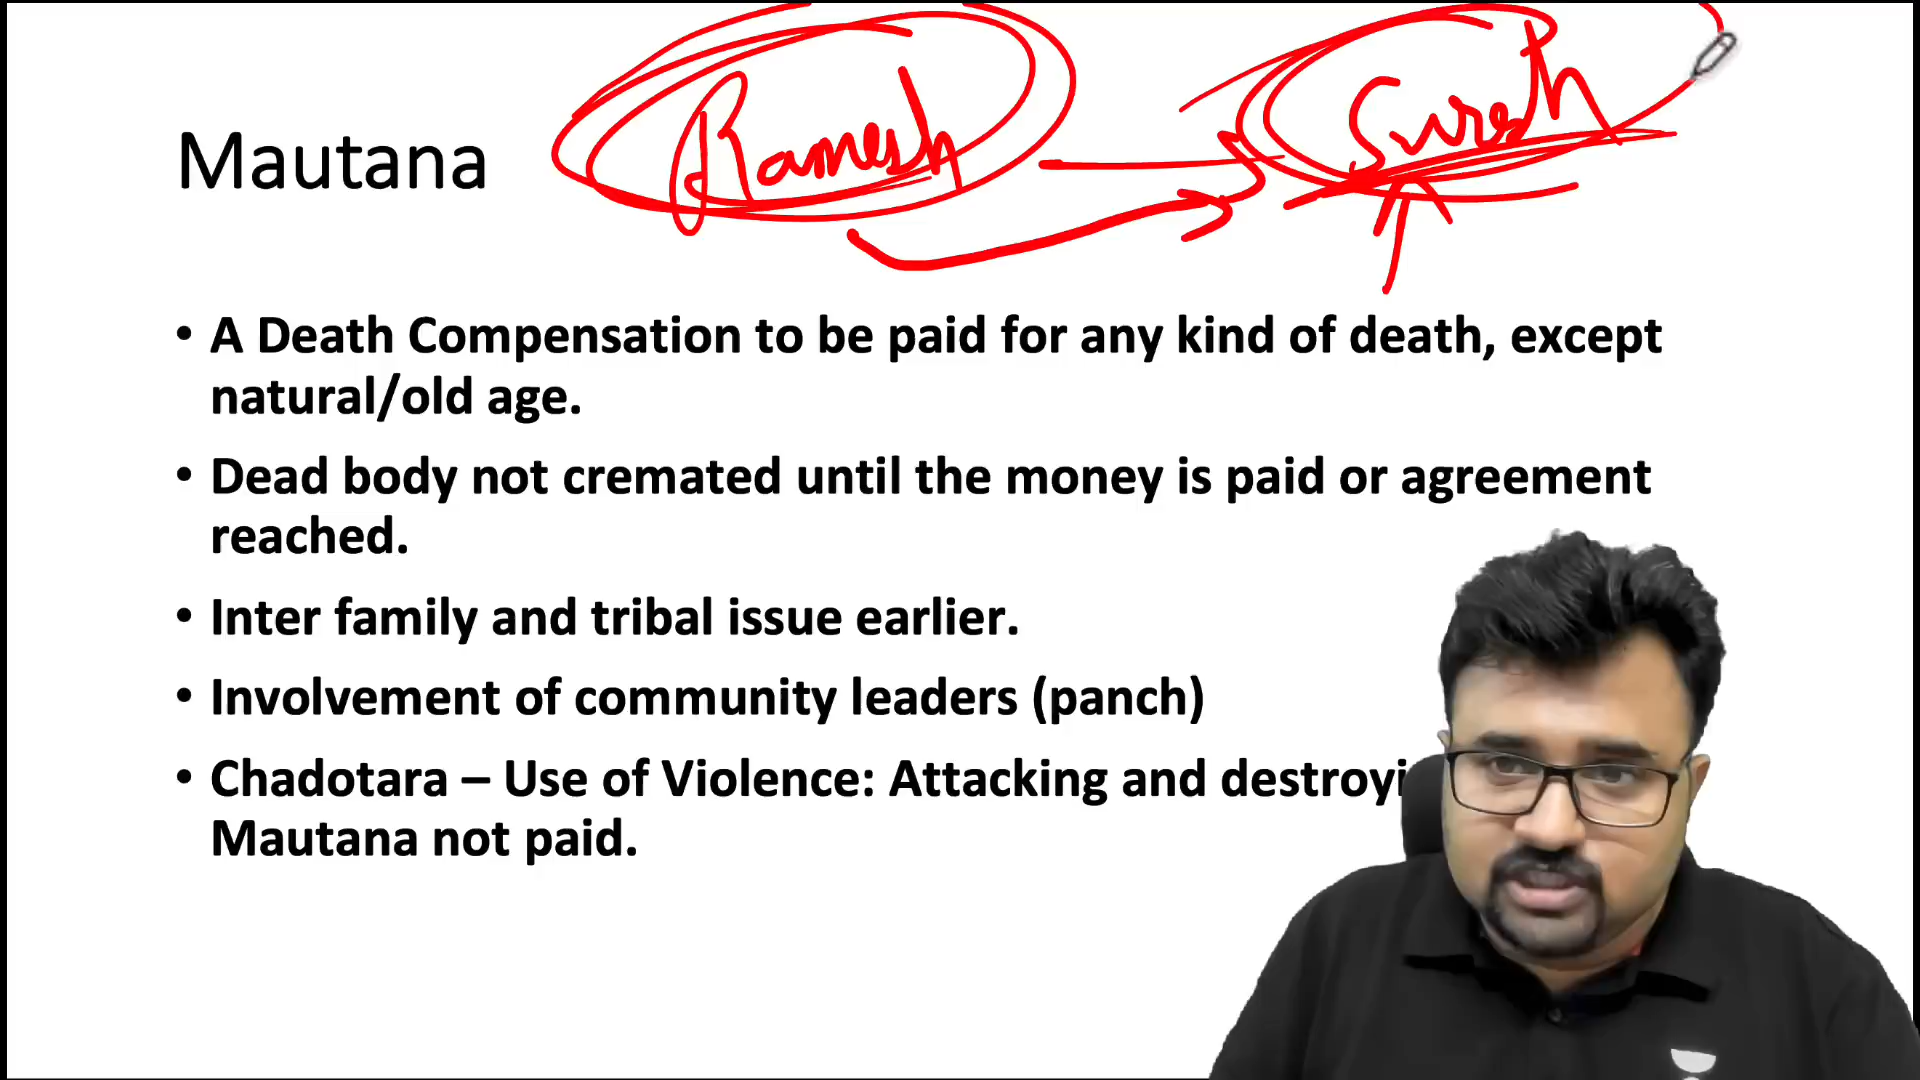 Ramesh Suresh
Mautana
• A Death Compensation to be paid for any kind of death, except
natural/old age.
• Dead body not cremated until the money is paid or agreement
reached.
• Inter family and tribal issue earlier.
• Involvement of community leaders (panch)
• Chadotara – Use of Violence: Attacking and
Mautana not paid.